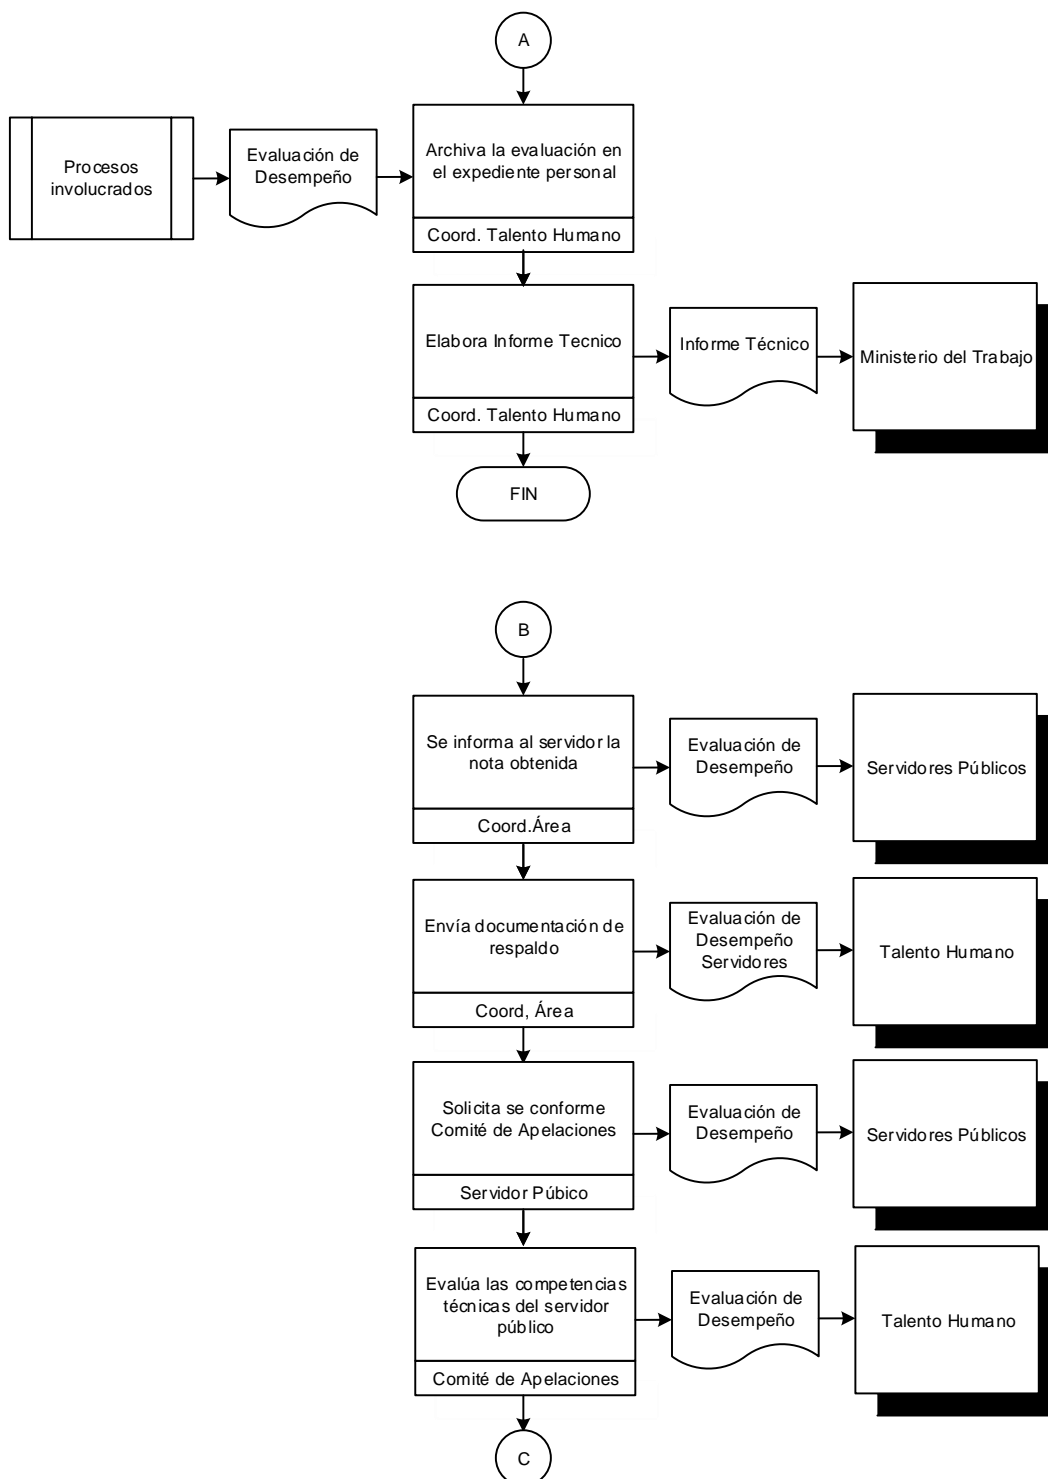 A
Procesos
involucrados
Evaluación de
Desempeño
Archiva la evaluación en
el expediente personal
Coord. Talento Humano
Elabora Informe Tecnico
Coord. Talento Humano
Informe Técnico
Ministerio del Trabajo
FIN
B
Se informa al servidor la
nota obtenida
Coord.Área
Evaluación de
Desempeño
Servidores Públicos
Envía documentación de
respaldo
Coord, Área
Evaluación de
Desempeño
Servidores
Talento Humano
Solicita se conforme
Comité de Apelaciones
Servidor Púbico
Evaluación de
Desempeño
Servidores Públicos
Evalúa las competencias
técnicas del servidor
público
Comité de Apelaciones
Evaluación de
Desempeño
Talento Humano
C